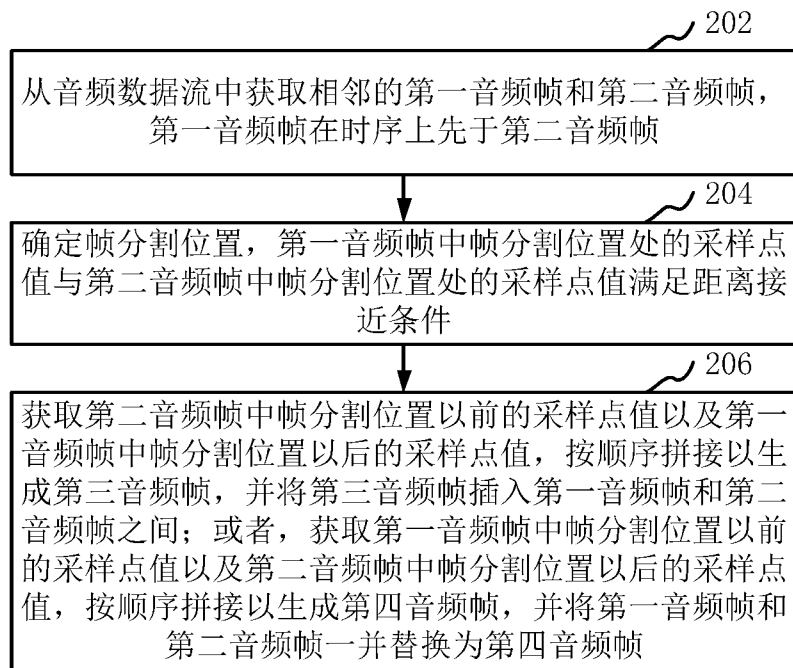 202
从音频数据流中获取相邻的第一音频帧和第二音频帧，
第一音频帧在时序上先于第二音频帧
204
确定帧分割位置，第一音频帧中帧分割位置处的采样点
值与第二音频帧中帧分割位置处的采样点值满足距离接
近条件
206
获取第二音频帧中帧分割位置以前的采样点值以及第一
音频帧中帧分割位置以后的采样点值，按顺序拼接以生
成第三音频帧，并将第三音频帧插入第一音频帧和第二
音频帧之间；或者，获取第一音频帧中帧分割位置以前
的采样点值以及第二音频帧中帧分割位置以后的采样点
值，按顺序拼接以生成第四音频帧，并将第一音频帧和
第二音频帧一并替换为第四音频帧